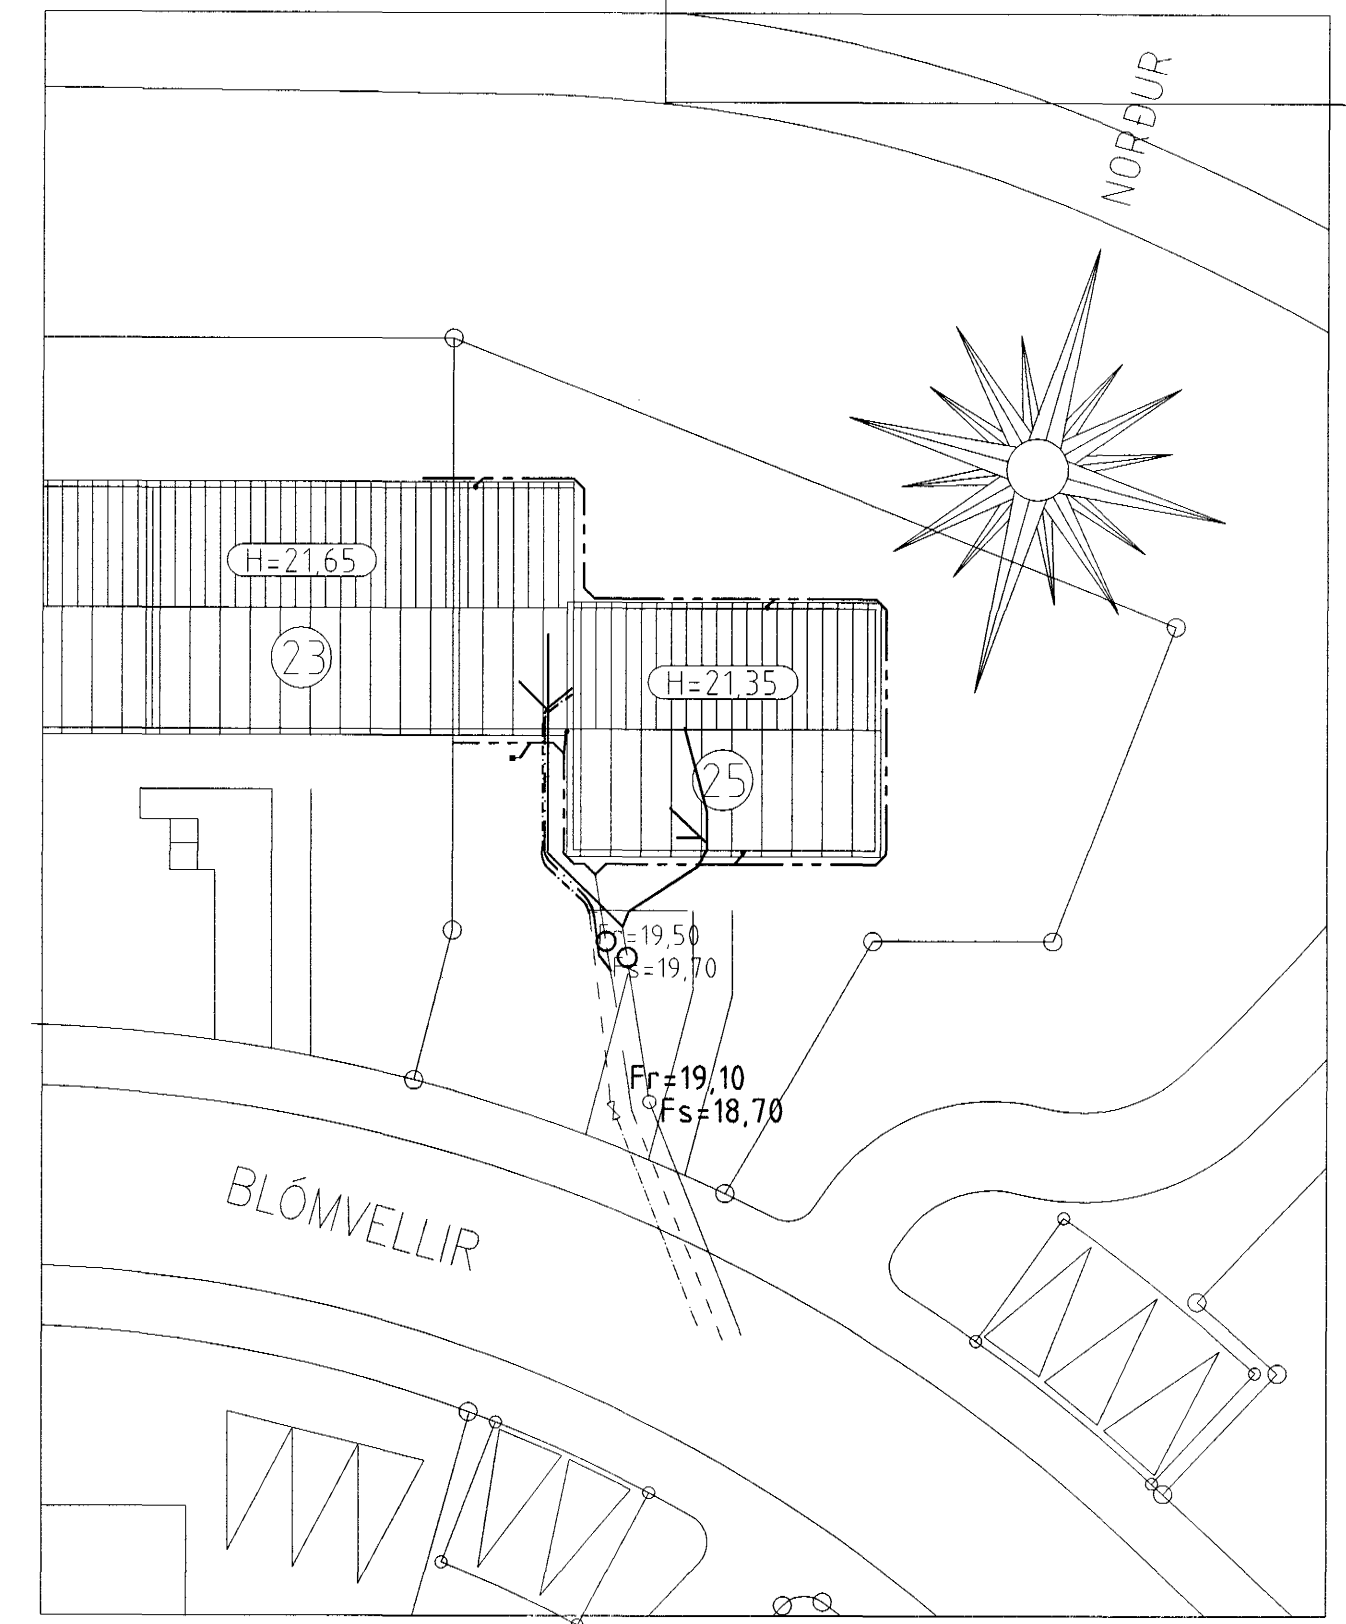 NORÐUR
H=21,65
23
H=21,35
25
Fr=19,50
Fs=19,70
Fr=19,10
Fs=18,70
BLÓMVELLIR